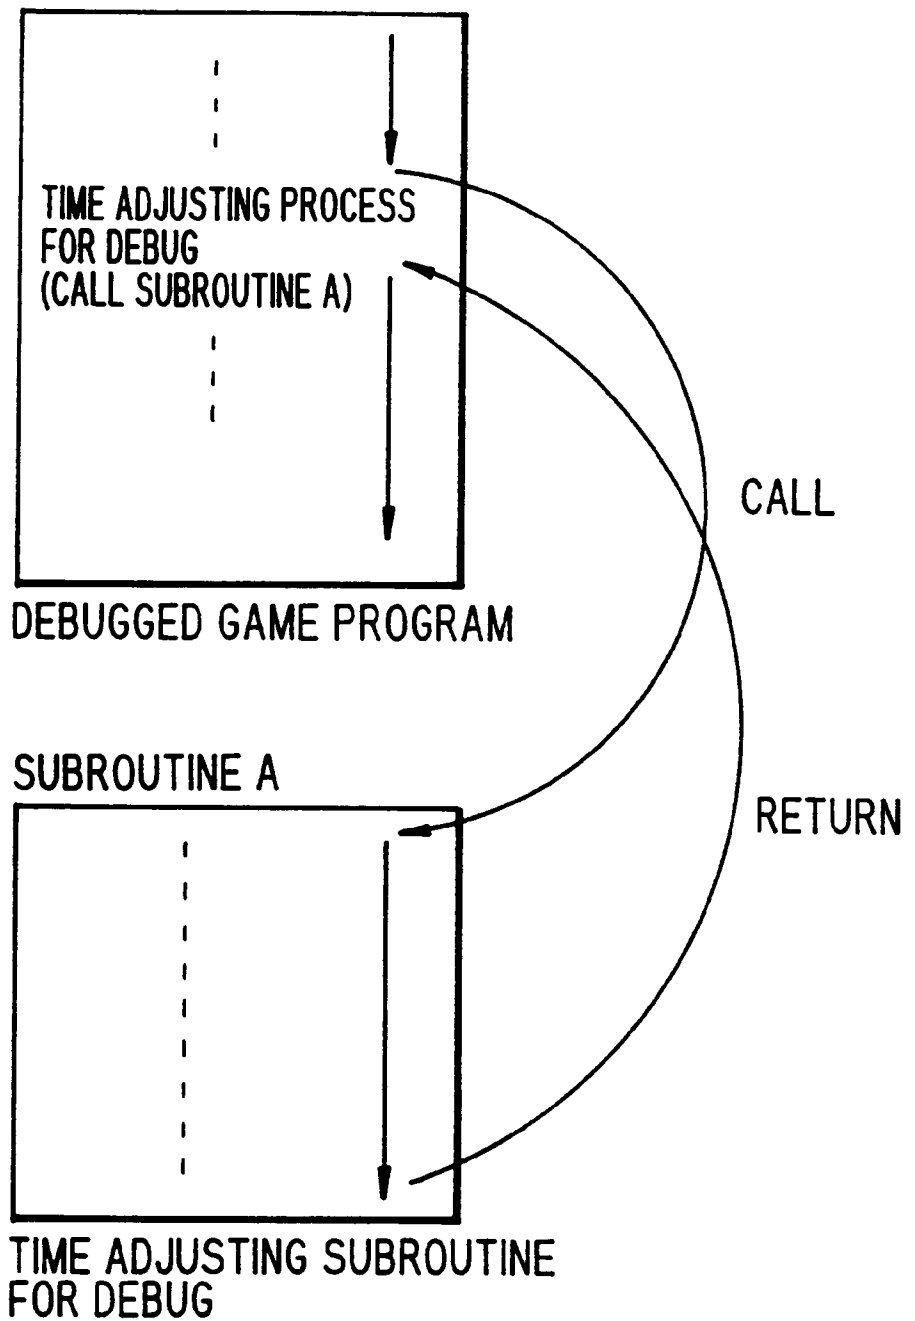 TIME ADJUSTING PROCESS
FOR DEBUG
(CALL SUBROUTINE A)
CALL
DEBUGGED GAME PROGRAM
SUBROUTINE A
RETURN
TIME ADJUSTING SUBROUTINE
FOR DEBUG